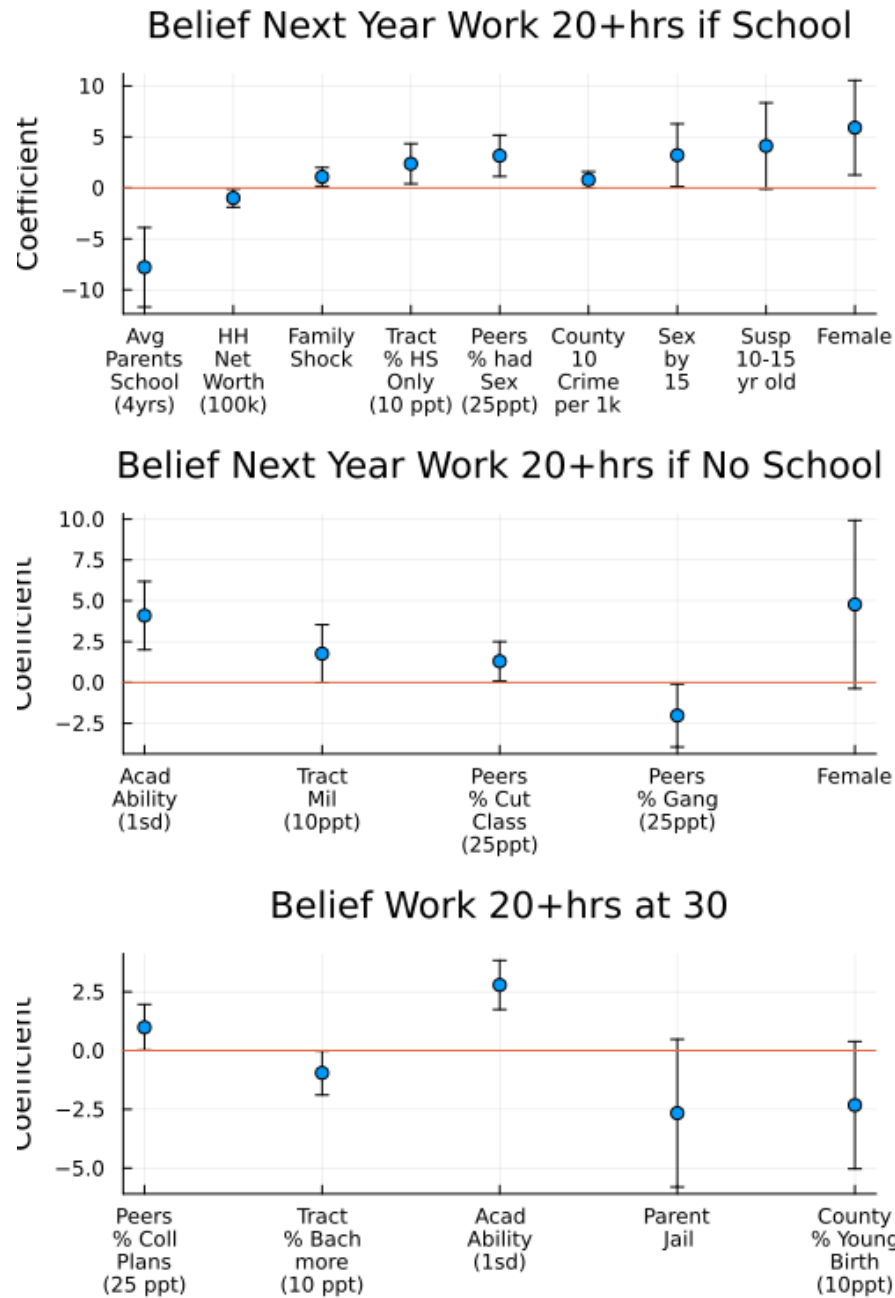 Belief Next Year Work 20+hrs if School
Coefficient
10
5
0
−5
−10
Avg Parents School (4yrs)
HH Net Worth (100k)
Family Shock
Tract % HS Only (10 ppt)
Peers % had Sex (25ppt)
County 10 Crime per 1k
Sex by 15
Susp 10-15 yr old
Female
Belief Next Year Work 20+hrs if No School
Coefficient
10.0
7.5
5.0
2.5
0.0
−2.5
Acad Ability (1sd)
Tract Mil (10ppt)
Peers % Cut Class (25ppt)
Peers % Gang (25ppt)
Female
Belief Work 20+hrs at 30
Coefficient
2.5
0.0
−2.5
−5.0
Peers % Coll Plans (25 ppt)
Tract % Bach more (10 ppt)
Acad Ability (1sd)
Parent Jail
County % Young Birth (10ppt)